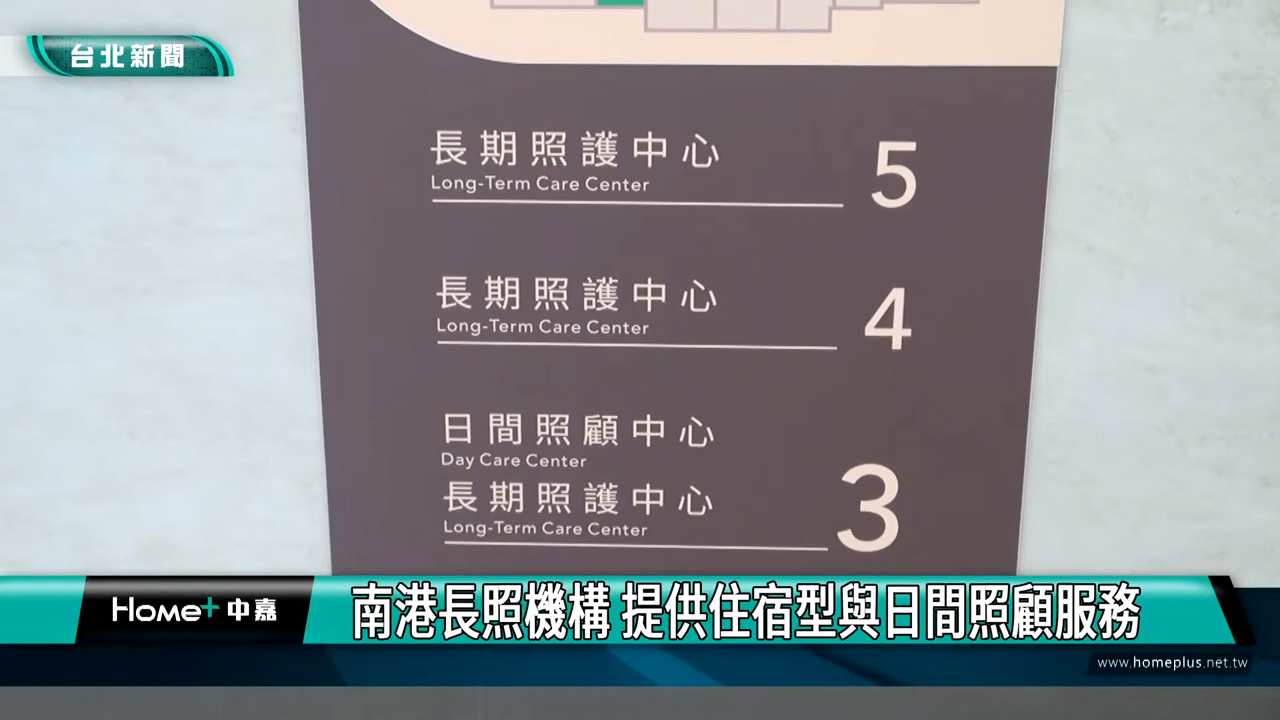 台北新聞
長期照護中心
Long-Term Care Center
5
長期照護中心
Long-Term Care Center
4
日間照顧中心
Day Care Center
長期照護中心
Long-Term Care Center
3
Home+ 中嘉
南港長照機構 提供住宿型與日間照顧服務
www.homeplus.net.tw